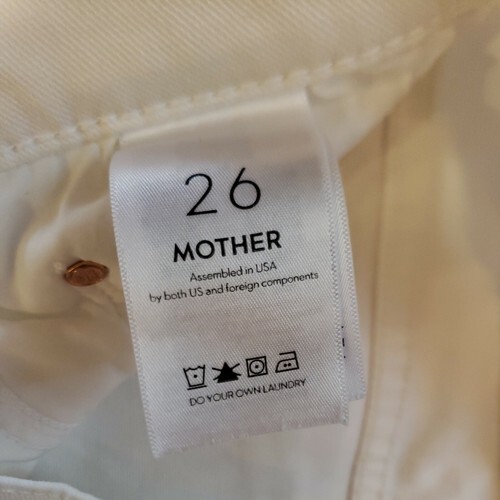 26
MOTHER
Assembled in USA
by both US and foreign components
DO YOUR OWN LAUNDRY